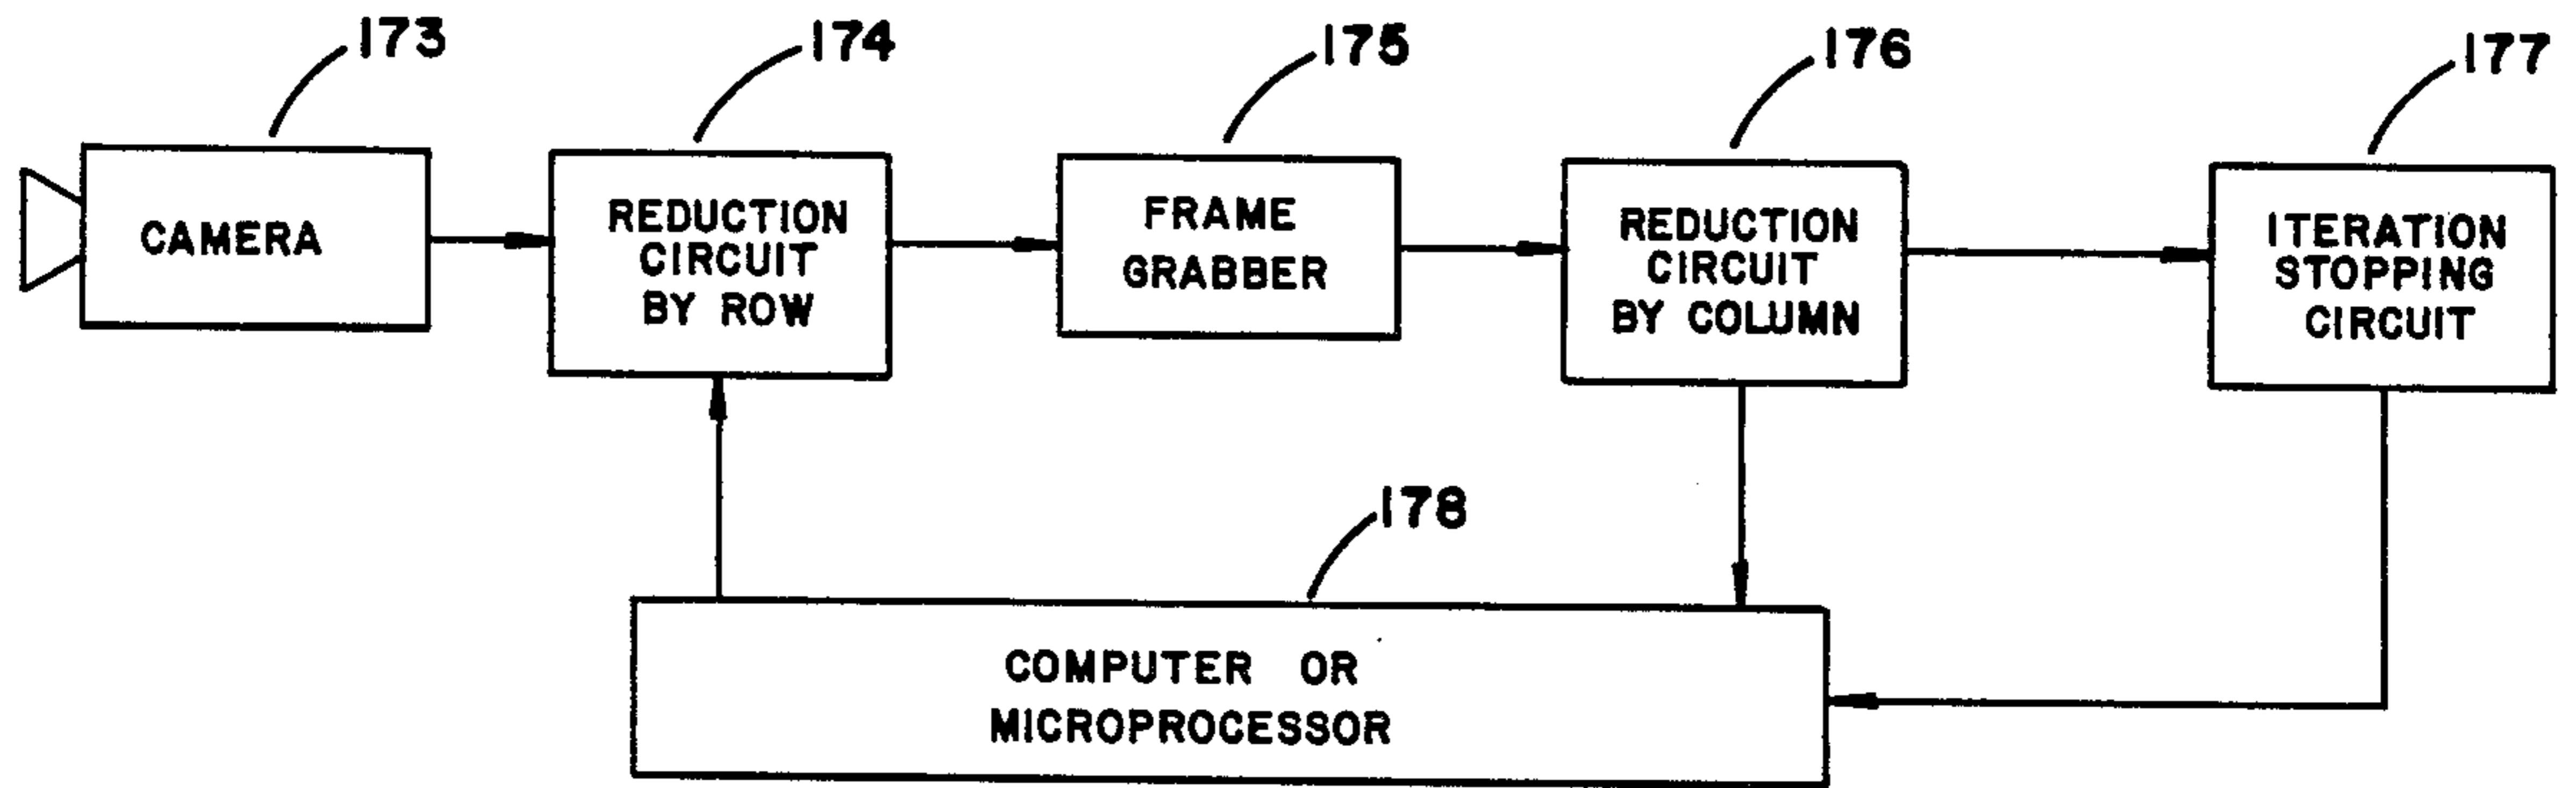 173
174
175
176
177
CAMERA
REDUCTION
CIRCUIT
BY ROW
FRAME
GRABBER
REDUCTION
CIRCUIT
BY COLUMN
ITERATION
STOPPING
CIRCUIT
178
COMPUTER OR
MICROPROCESSOR